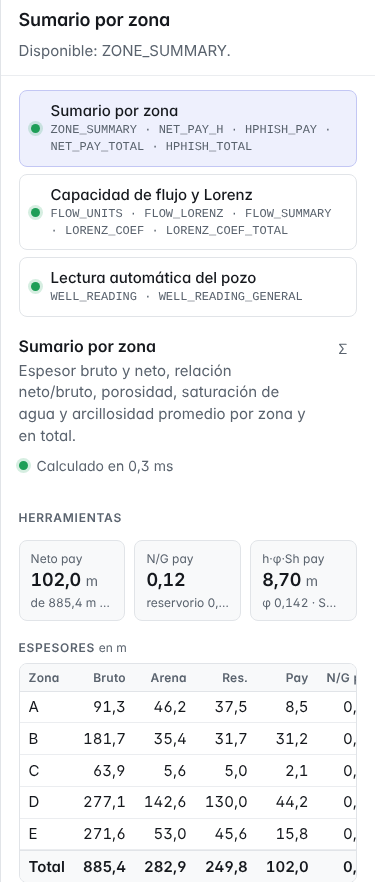 Sumario por zona
Disponible: ZONE_SUMMARY.
Sumario por zona
ZONE_SUMMARY · NET_PAY_H · HPHISH_PAY ·
NET_PAY_TOTAL · HPHISH_TOTAL
Capacidad de flujo y Lorenz
FLOW_UNITS · FLOW_LORENZ · FLOW_SUMMARY
· LORENZ_COEF · LORENZ_COEF_TOTAL
Lectura automática del pozo
WELL_READING · WELL_READING_GENERAL
Sumario por zona Σ
Espesor bruto y neto, relación
neto/bruto, porosidad, saturación de
agua y arcillosidad promedio por zona y
en total.
Calculado en 0,3 ms
HERRAMIENTAS
Neto pay N/G pay h·φ·Sh pay
102,0 m 0,12 8,70 m
de 885,4 m ... reservorio 0,... φ 0,142 · S...
ESPESORES en m
Zona Bruto Arena Res. Pay N/G
A 91,3 46,2 37,5 8,5 0,
B 181,7 35,4 31,7 31,2 0,
C 63,9 5,6 5,0 2,1 0,
D 277,1 142,6 130,0 44,2 0,
E 271,6 53,0 45,6 15,8 0,
Total 885,4 282,9 249,8 102,0 0,